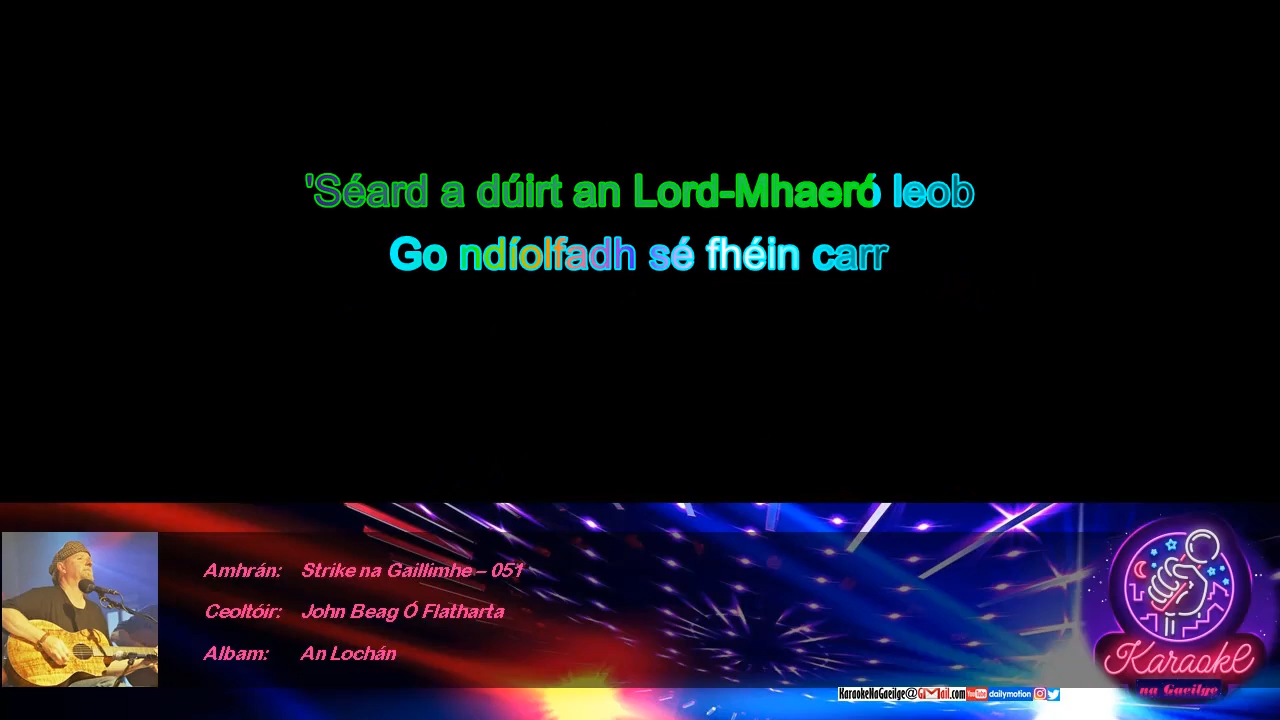 'Séard a dúirt an Lord-Mhaeró leob
Go ndíolfadh sé fhéin carr
Amhrán: Strike na Gaillimhe – 051
Ceoltóir: John Beag Ó Flatharta
Albam: An Lochán
Karaoke
na Gaeilge
KaraokeNaGaeilge@GMail.com YouTube dailymotion